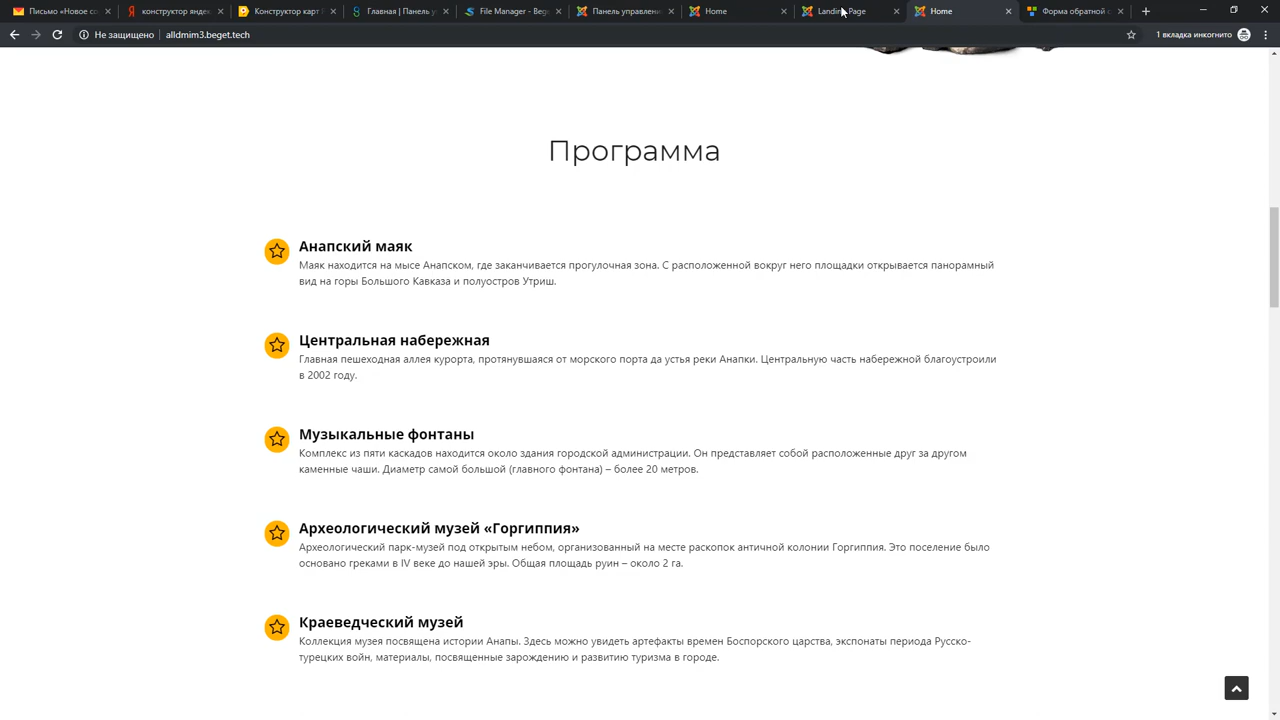 Письмо «Новое со
конструктор яндек
Конструктор карт Я
Главная | Панель уп
File Manager - Beget
Панель управления
Home
Landing Page
Home
Форма обратной с
Не защищено
alldmim3.beget.tech
1 вкладка инкогнито
Программа
Анапский маяк
Маяк находится на мысе Анапском, где заканчивается прогулочная зона. С расположенной вокруг него площадки открывается панорамный
вид на горы Большого Кавказа и полуостров Утриш.
Центральная набережная
Главная пешеходная аллея курорта, протянувшаяся от морского порта да устья реки Анапки. Центральную часть набережной благоустроили
в 2002 году.
Музыкальные фонтаны
Комплекс из пяти каскадов находится около здания городской администрации. Он представляет собой расположенные друг за другом
каменные чаши. Диаметр самой большой (главного фонтана) – более 20 метров.
Археологический музей «Горгиппия»
Археологический парк-музей под открытым небом, организованный на месте раскопок античной колонии Горгиппия. Это поселение было
основано греками в IV веке до нашей эры. Общая площадь руин – около 2 га.
Краеведческий музей
Коллекция музея посвящена истории Анапы. Здесь можно увидеть артефакты времен Боспорского царства, экспонаты периода Русско-
турецких войн, материалы, посвященные зарождению и развитию туризма в городе.